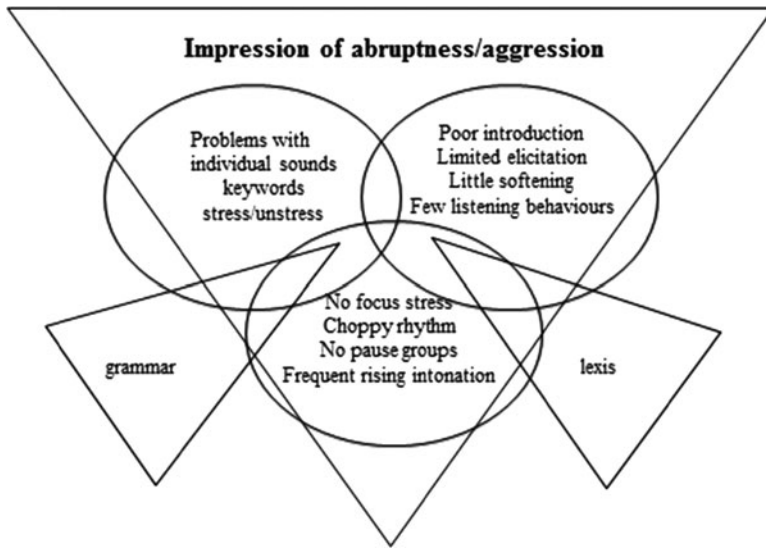 Impression of abruptness/aggression
Problems with
individual sounds
keywords
stress/unstress
Poor introduction
Limited elicitation
Little softening
Few listening behaviours
No focus stress
Choppy rhythm
No pause groups
Frequent rising intonation
grammar
lexis